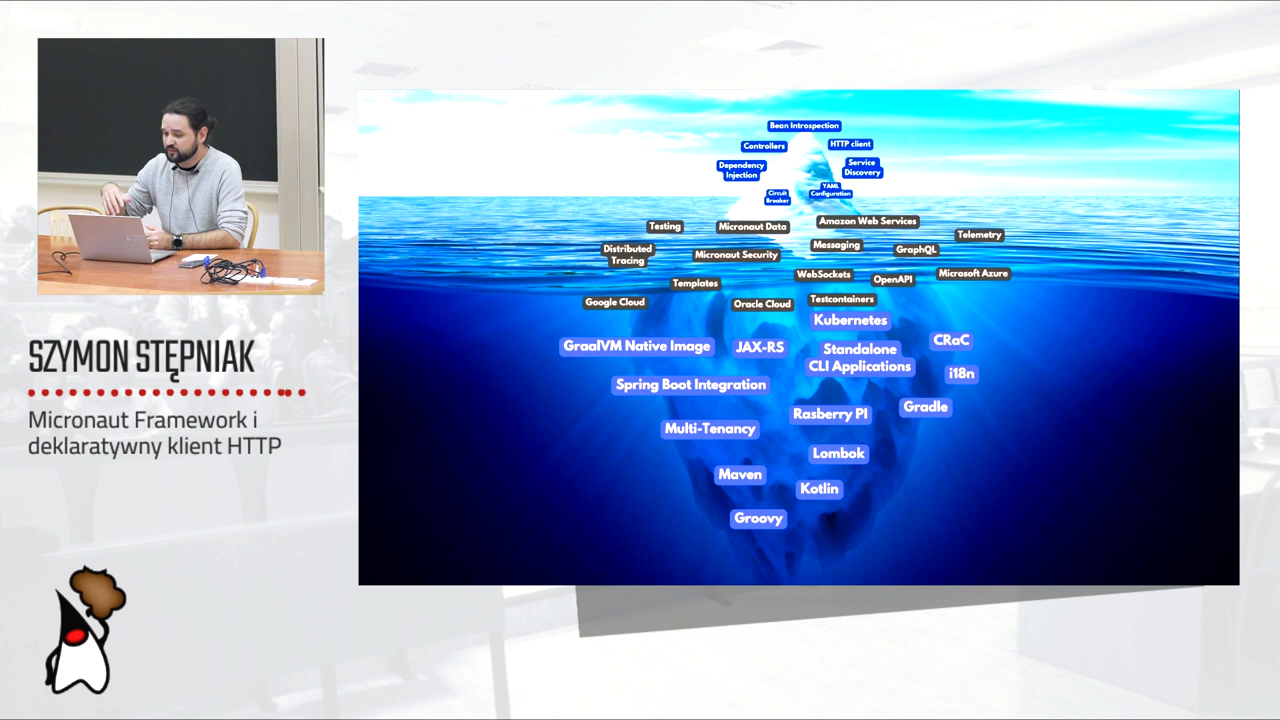 SZYMON STĘPNIAK
Micronaut Framework i
deklaratywny klient HTTP
Bean Introspection
Controllers
HTTP client
Dependency
Injection
Service
Discovery
Circuit
Breaker
YAML
Configuration
Testing
Micronaut Data
Amazon Web Services
Telemetry
Distributed
Tracing
Micronaut Security
Messaging
GraphQL
Templates
WebSockets
OpenAPI
Microsoft Azure
Google Cloud
Oracle Cloud
Testcontainers
Kubernetes
GraalVM Native Image
JAX-RS
Standalone
CLI Applications
CRaC
i18n
Spring Boot Integration
Rasberry PI
Gradle
Multi-Tenancy
Lombok
Maven
Kotlin
Groovy